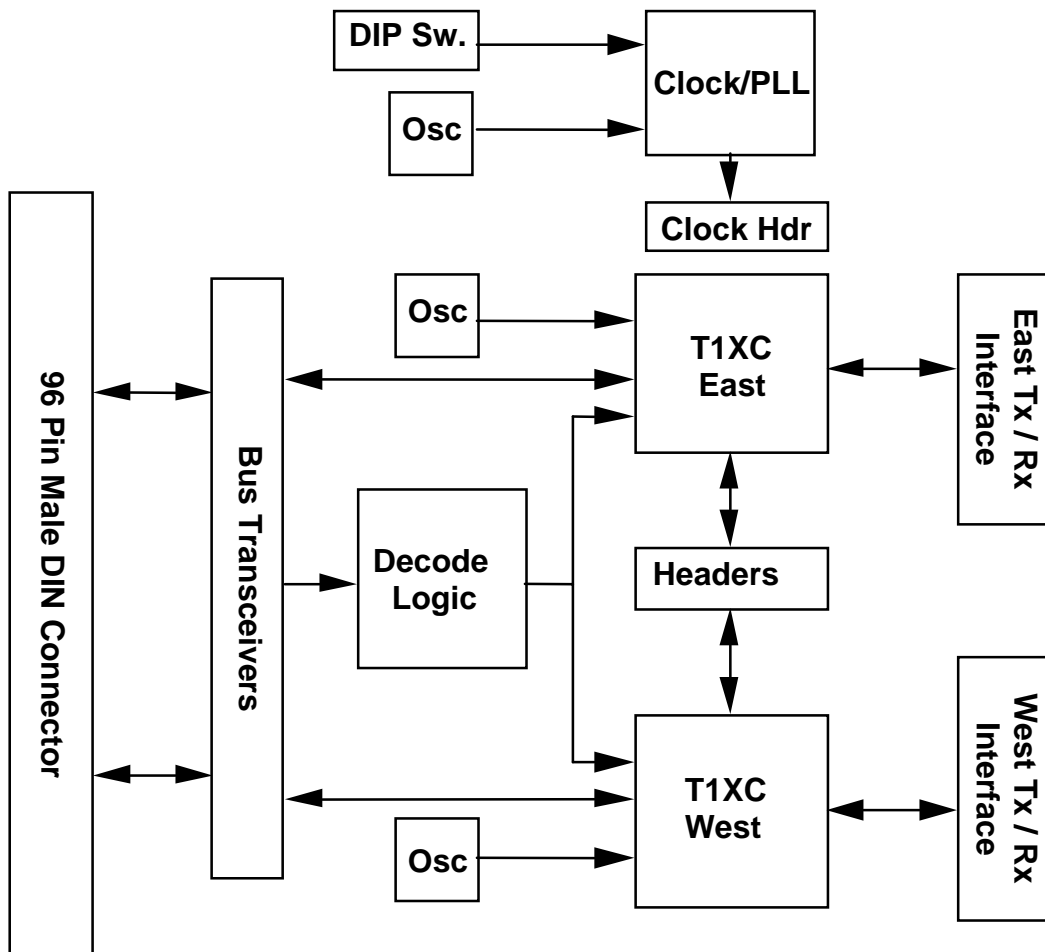 DIP Sw.
Clock/PLL
Osc
Clock Hdr
Osc
T1XC
East
East Tx / Rx
Interface
96 Pin Male DIN Connector
Bus Transceivers
Decode
Logic
Headers
T1XC
West
West Tx / Rx
Interface
Osc